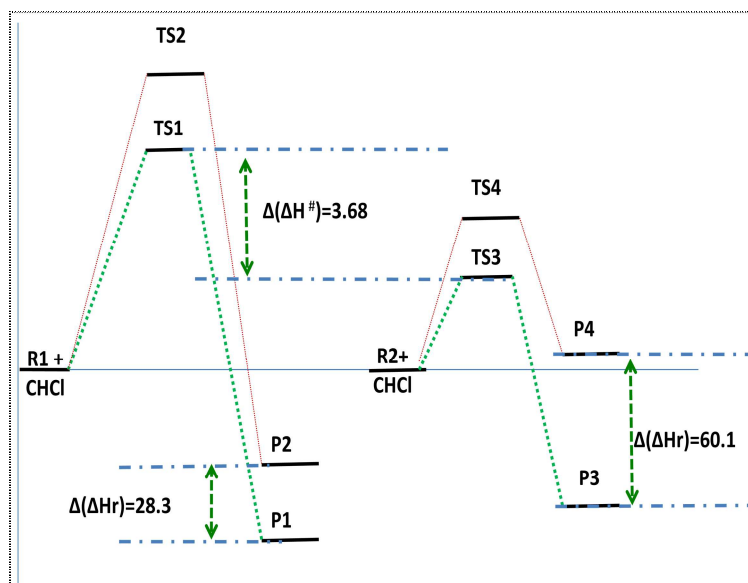 TS2
TS1
Δ(ΔH #)=3.68
TS4
TS3
R1 +
CHCl
R2+
CHCl
P4
Δ(ΔHr)=60.1
P2
P3
Δ(ΔHr)=28.3
P1